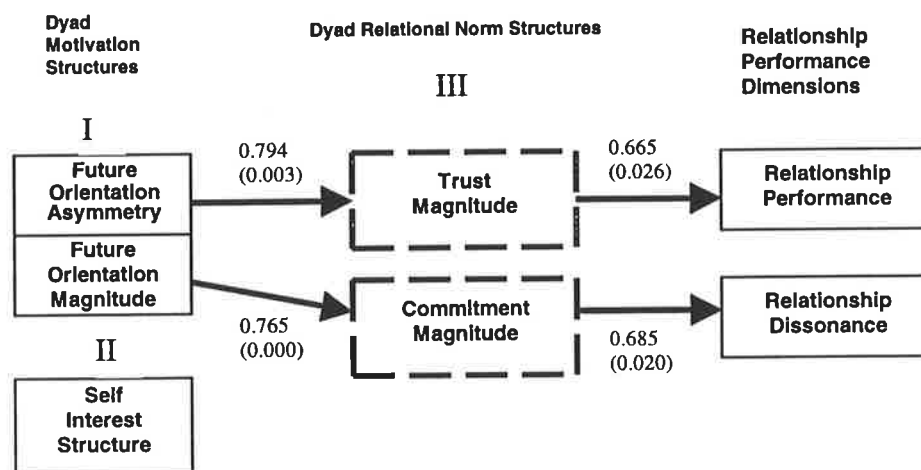 Dyad
Motivation
Structures
Dyad Relational Norm Structures
Relationship
Performance
Dimensions
III
I
Future
Orientation
Asymmetry
Future
Orientation
Magnitude
0.794
(0.003)
0.765
(0.000)
Trust
Magnitude
Commitment
Magnitude
0.665
(0.026)
0.685
(0.020)
Relationship
Performance
Relationship
Dissonance
II
Self
Interest
Structure